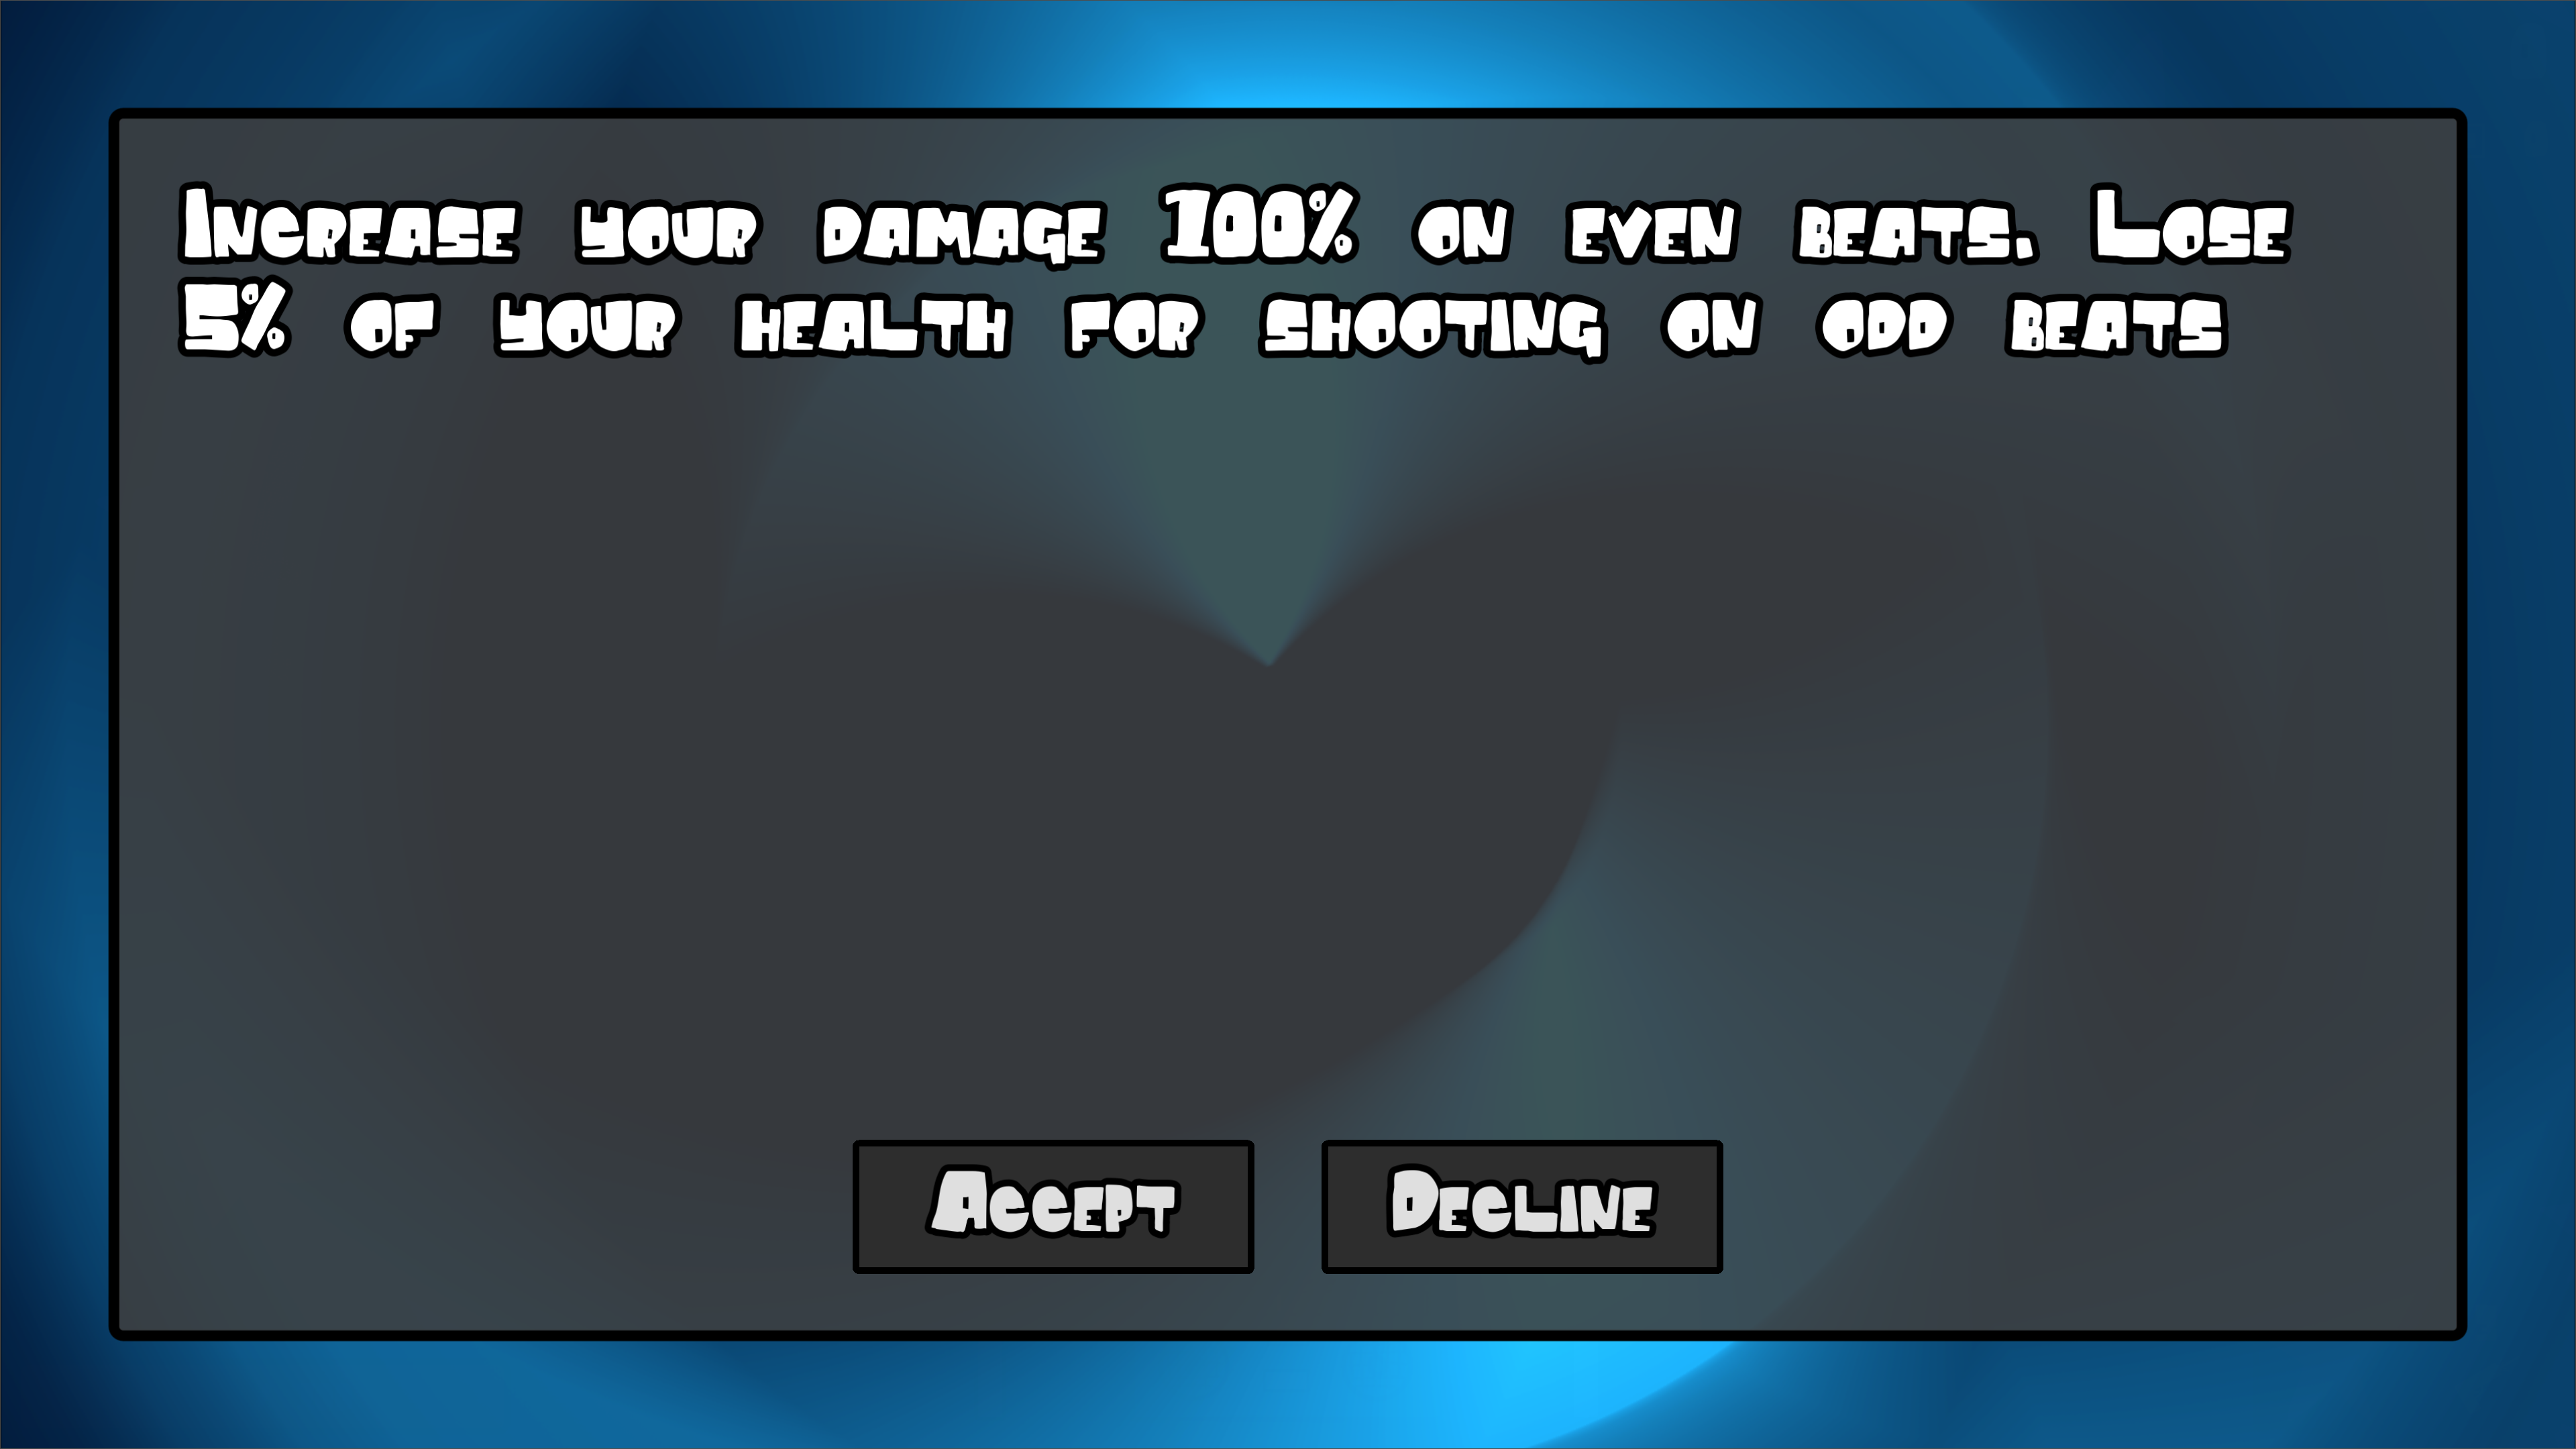 Increase your damage 100% on even beats. Lose
5% of your health for shooting on odd beats
Accept Decline